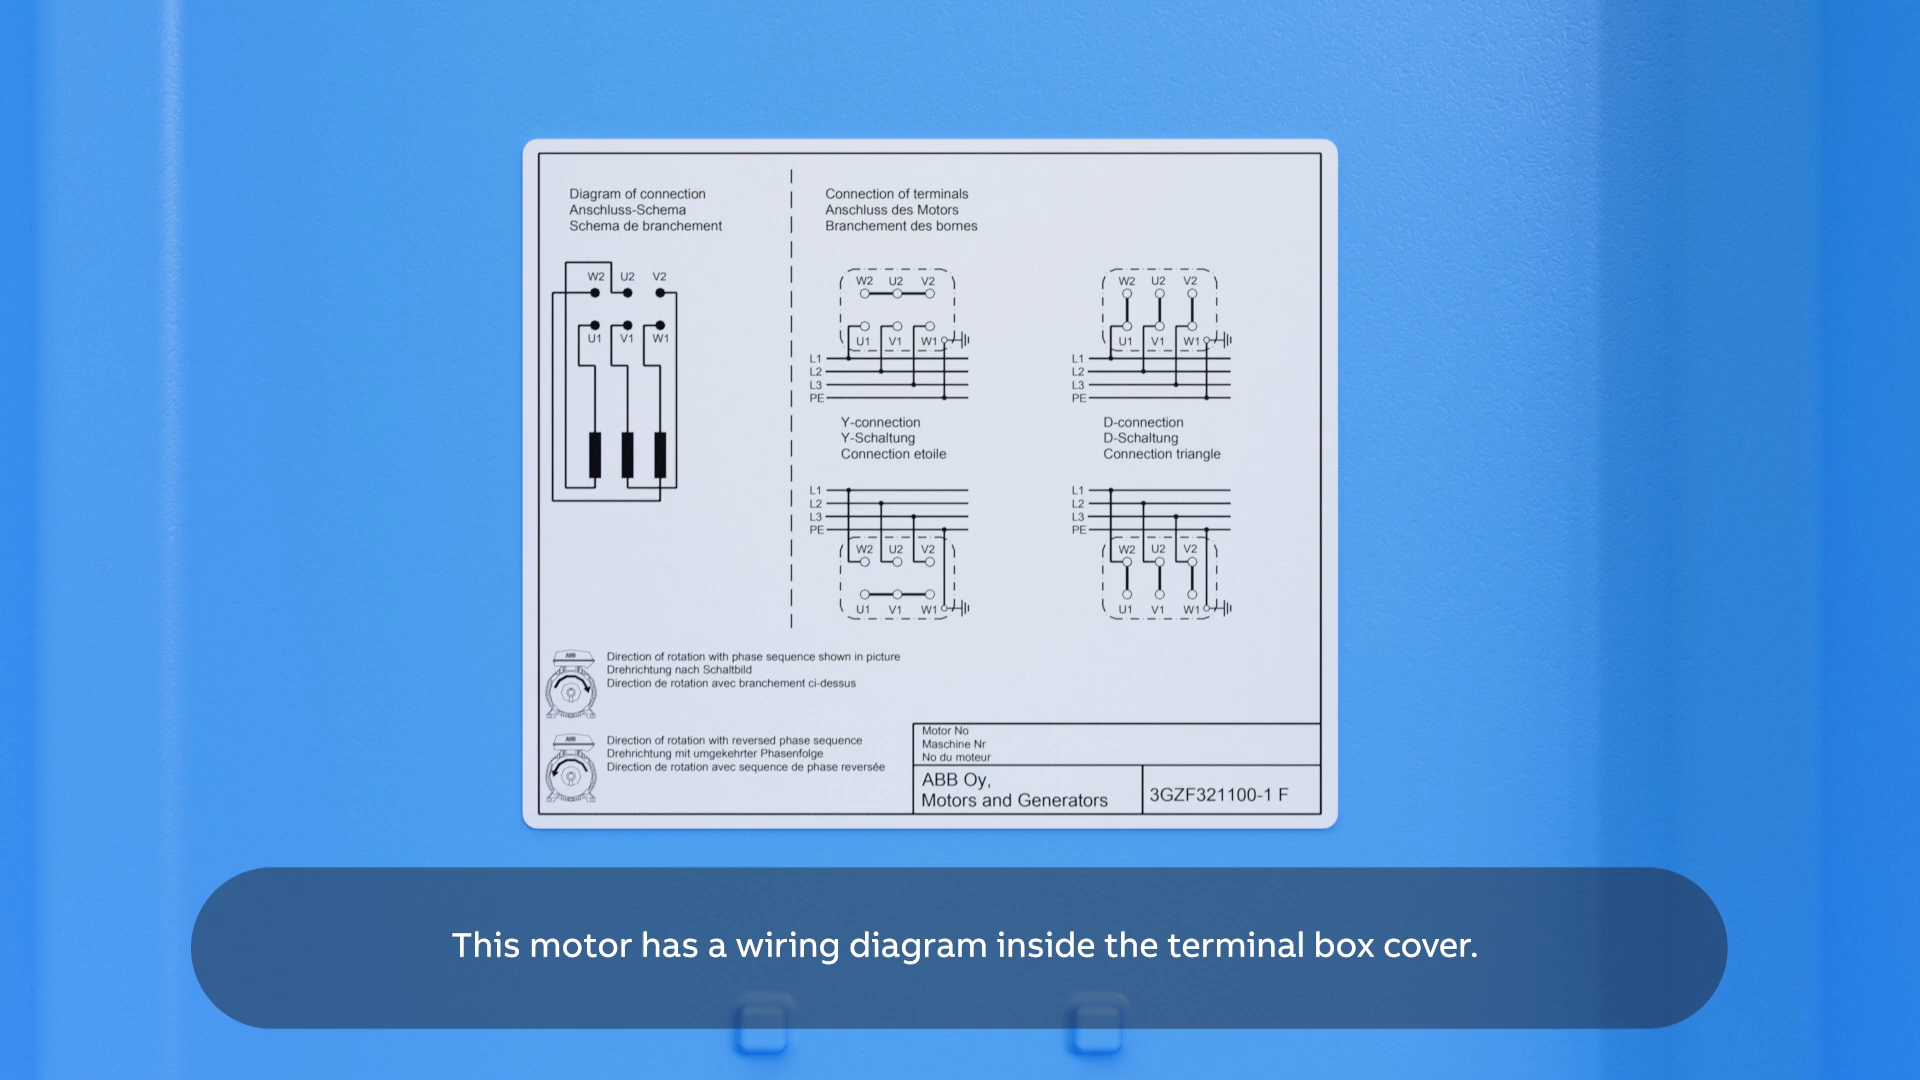 Diagram of connection
Anschluss-Schema
Schema de branchement
W2 U2 V2
U1 V1 W1
Connection of terminals
Anschluss des Motors
Branchement des bornes
W2 U2 V2
U1 V1 W1
L1
L2
L3
PE
Y-connection
Y-Schaltung
Connection etoile
L1
L2
L3
PE
W2 U2 V2
U1 V1 W1
W2 U2 V2
U1 V1 W1
L1
L2
L3
PE
D-connection
D-Schaltung
Connection triangle
L1
L2
L3
PE
W2 U2 V2
U1 V1 W1
ABB
Direction of rotation with phase sequence shown in picture
Drehrichtung nach Schaltbild
Direction de rotation avec branchement ci-dessus
ABB
Direction of rotation with reversed phase sequence
Drehrichtung mit umgekehrter Phasenfolge
Direction de rotation avec sequence de phase reversée
Motor No
Maschine Nr
No du moteur
ABB Oy,
Motors and Generators
3GZF321100-1 F
This motor has a wiring diagram inside the terminal box cover.